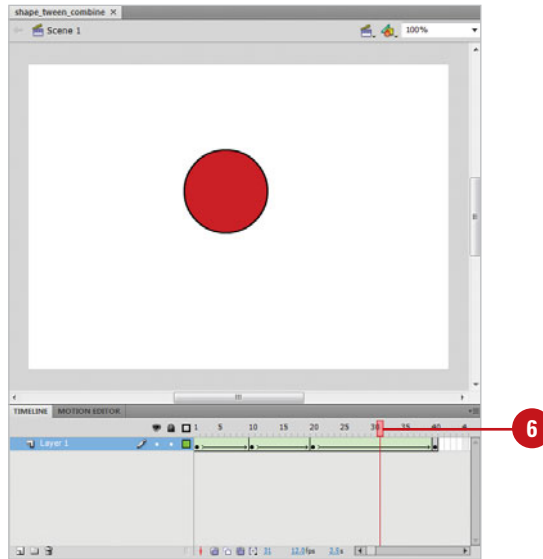 shape_tween_combine ×
Scene 1
100%
TIMELINE
MOTION EDITOR
1 5 10 15 20 25 30 35 40 4
Layer 1
31 12.0fps 2.5s
6